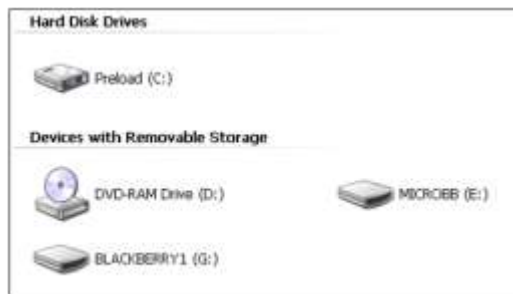 Hard Disk Drives
Preload (C:)
Devices with Removable Storage
DVD-RAM Drive (D:)
MICROBB (E:)
BLACKBERRY1 (G:)